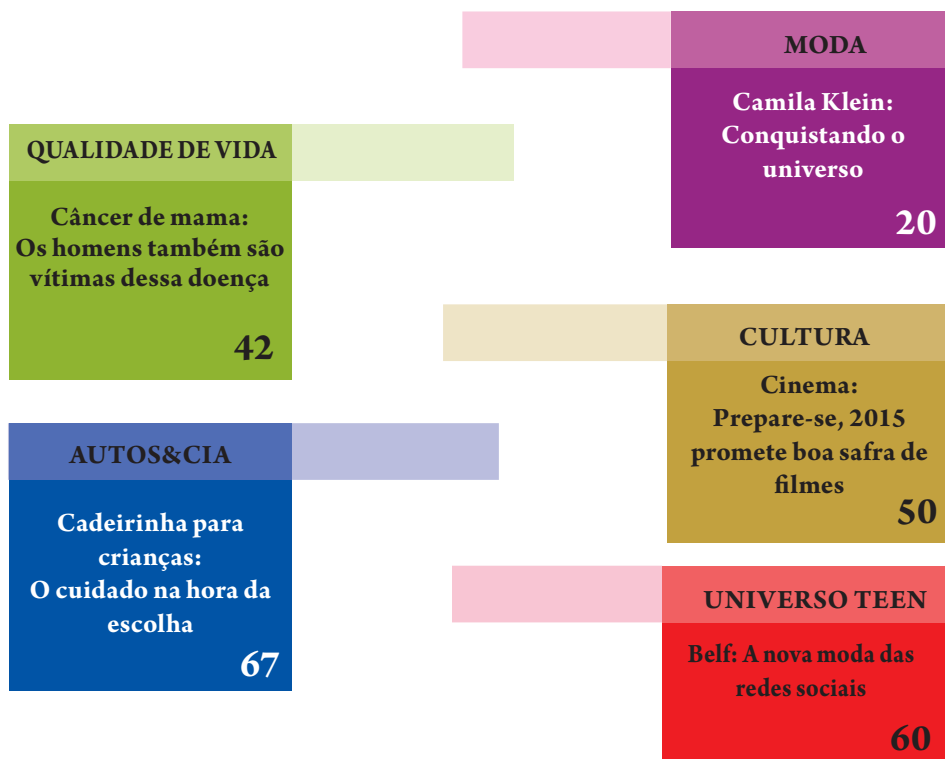 MODA
Camila Klein:
Conquistando o
universo
20
QUALIDADE DE VIDA
Câncer de mama:
Os homens também são
vítimas dessa doença
42
CULTURA
Cinema:
Prepare-se, 2015
promete boa safra de
filmes
50
AUTOS&CIA
Cadeirinha para
crianças:
O cuidado na hora da
escolha
67
UNIVERSO TEEN
Belf: A nova moda das
redes sociais
60